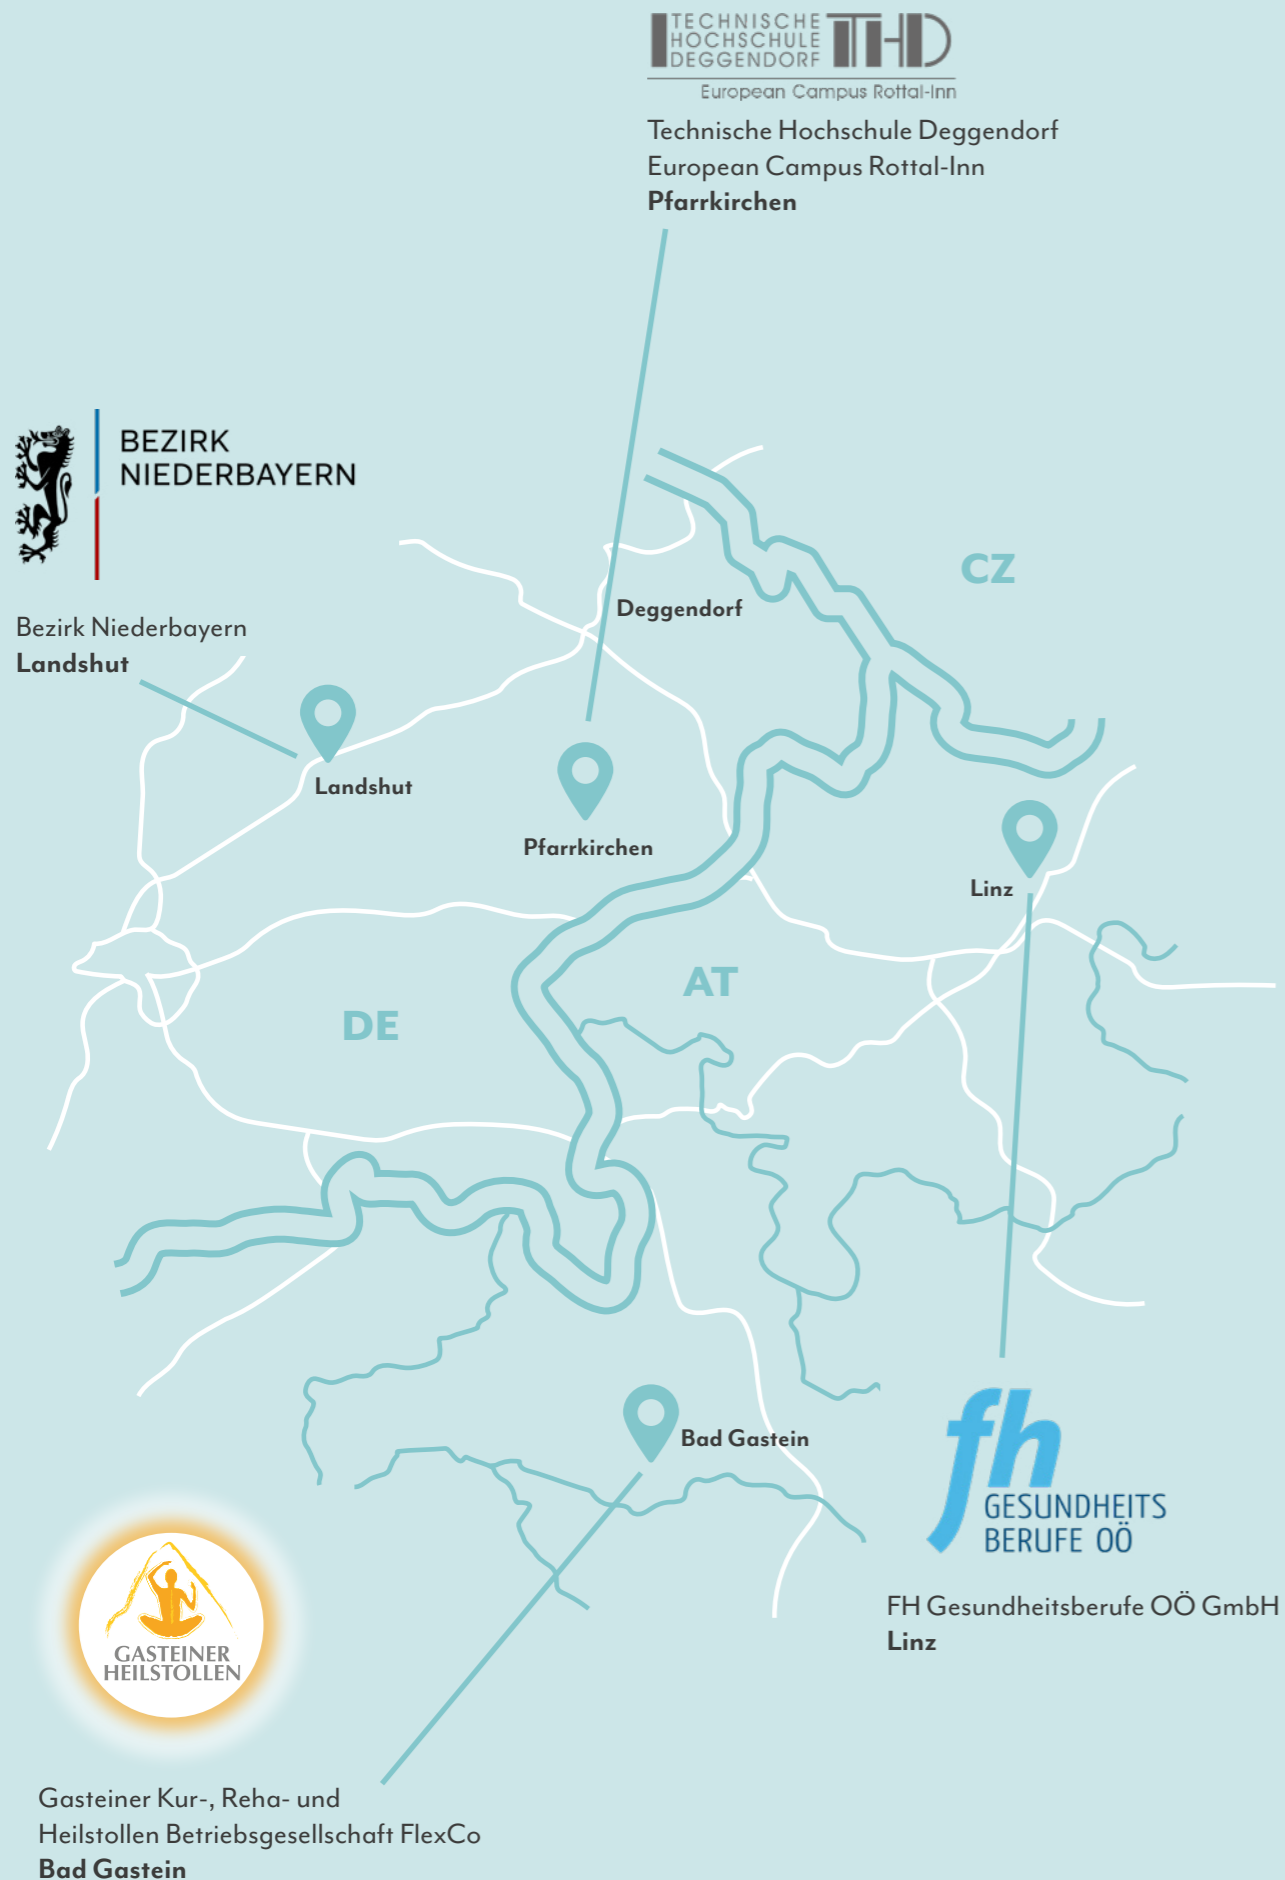 TECHNISCHE
HOCHSCHULE
DEGGENDORF THD
European Campus Rottal-Inn
Technische Hochschule Deggendorf
European Campus Rottal-Inn
Pfarrkirchen
BEZIRK
NIEDERBAYERN
Bezirk Niederbayern
Landshut
CZ
Deggendorf
Landshut
Pfarrkirchen
Linz
AT
DE
Bad Gastein
fh
GESUNDHEITS
BERUFE OÖ
FH Gesundheitsberufe OÖ GmbH
Linz
GASTEINER
HEILSTOLLEN
Gasteiner Kur-, Reha- und
Heilstollen Betriebsgesellschaft FlexCo
Bad Gastein